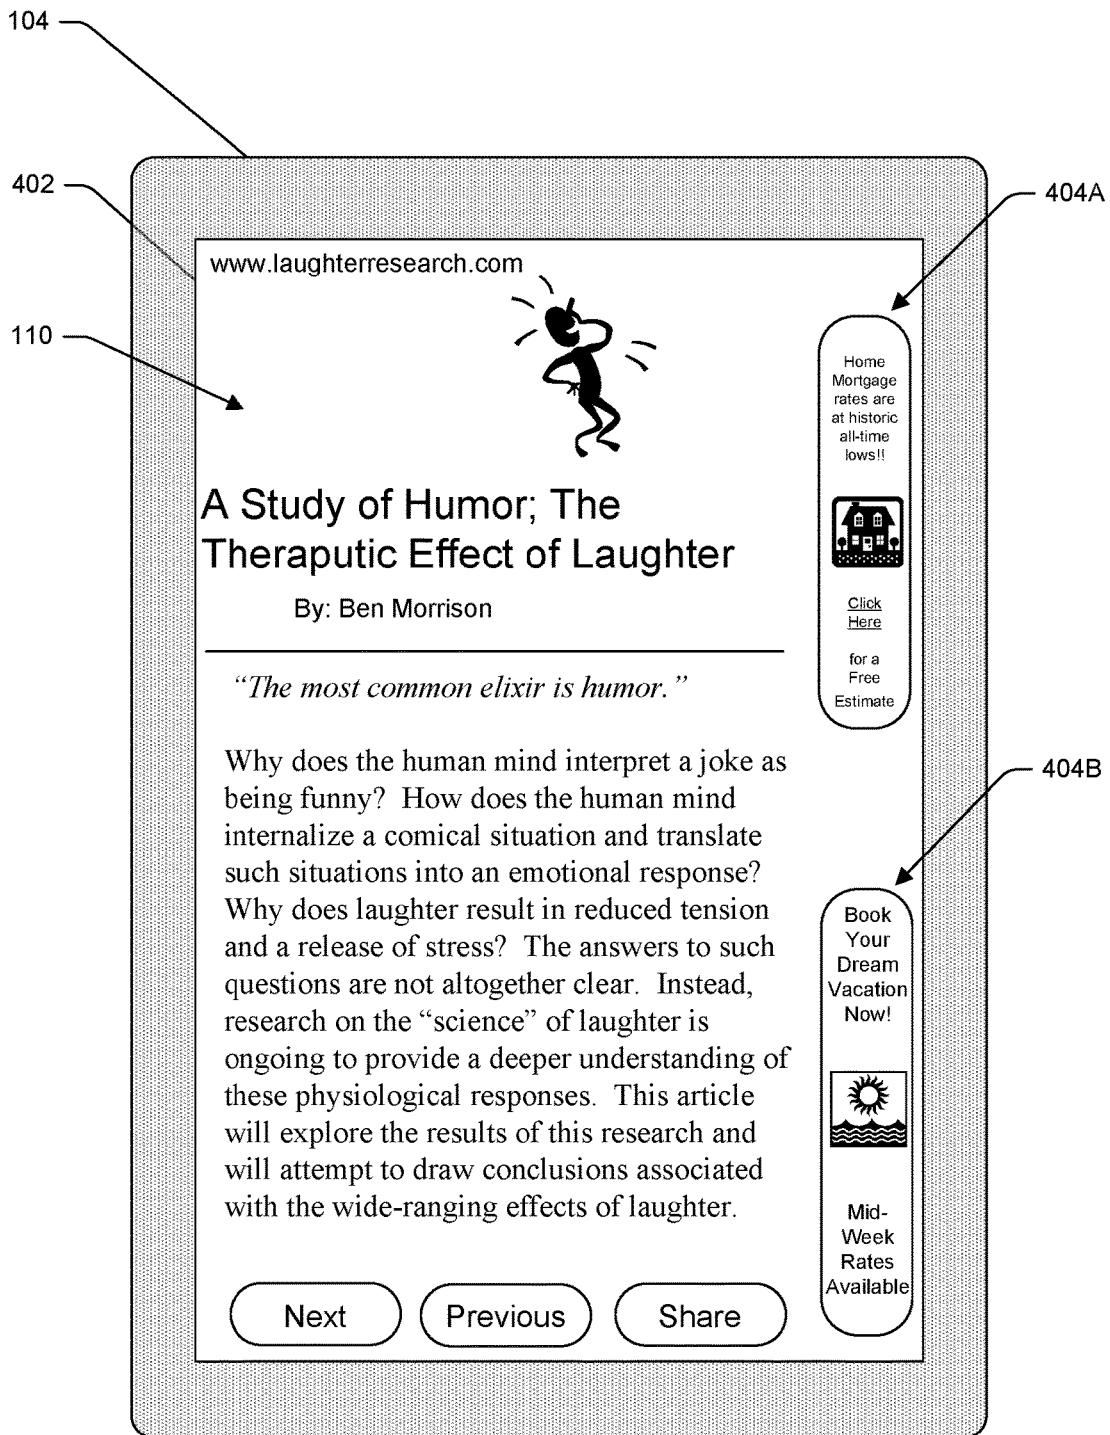 104
402
404A
www.laughterresearch.com
110
Home
Mortgage
rates are
at historic
all-time
lows!!
Click
Here
for a
Free
Estimate
A Study of Humor; The
Theraputic Effect of Laughter
By: Ben Morrison
“The most common elixir is humor.”
404B
Why does the human mind interpret a joke as
being funny?  How does the human mind
internalize a comical situation and translate
such situations into an emotional response?
Why does laughter result in reduced tension
and a release of stress?  The answers to such
questions are not altogether clear.  Instead,
research on the “science” of laughter is
ongoing to provide a deeper understanding of
these physiological responses.  This article
will explore the results of this research and
will attempt to draw conclusions associated
with the wide-ranging effects of laughter.
Book
Your
Dream
Vacation
Now!
Mid-
Week
Rates
Available
Next
Previous
Share